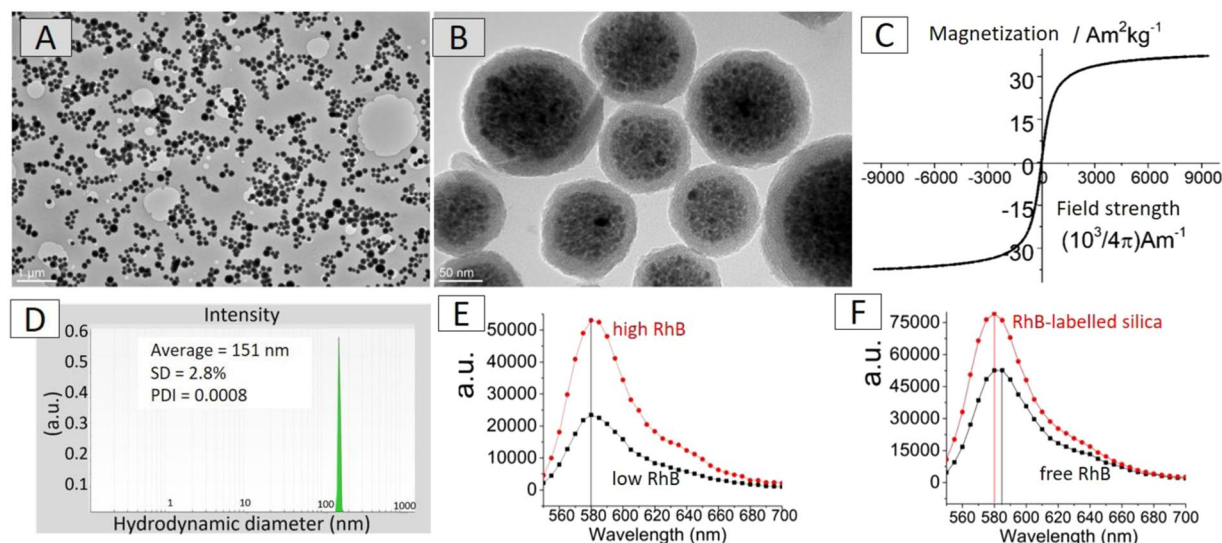 A
1 µm
B
50 nm
C
Magnetization / Am²kg⁻¹
30
15
0
-15
-30
-9000 -6000 -3000 0 3000 6000 9000
Field strength
(10³/4π)Am⁻¹
D
Intensity
0.6
0.5
0.4
0.3
0.2
0.1
(a.u.)
Average = 151 nm
SD = 2.8%
PDI = 0.0008
1 10 100 1000
Hydrodynamic diameter (nm)
E
a.u.
50000
40000
30000
20000
10000
0
high RhB
low RhB
560 580 600 620 640 660 680 700
Wavelength (nm)
F
a.u.
75000
60000
45000
30000
15000
0
RhB-labelled silica
free RhB
560 580 600 620 640 660 680 700
Wavelength (nm)